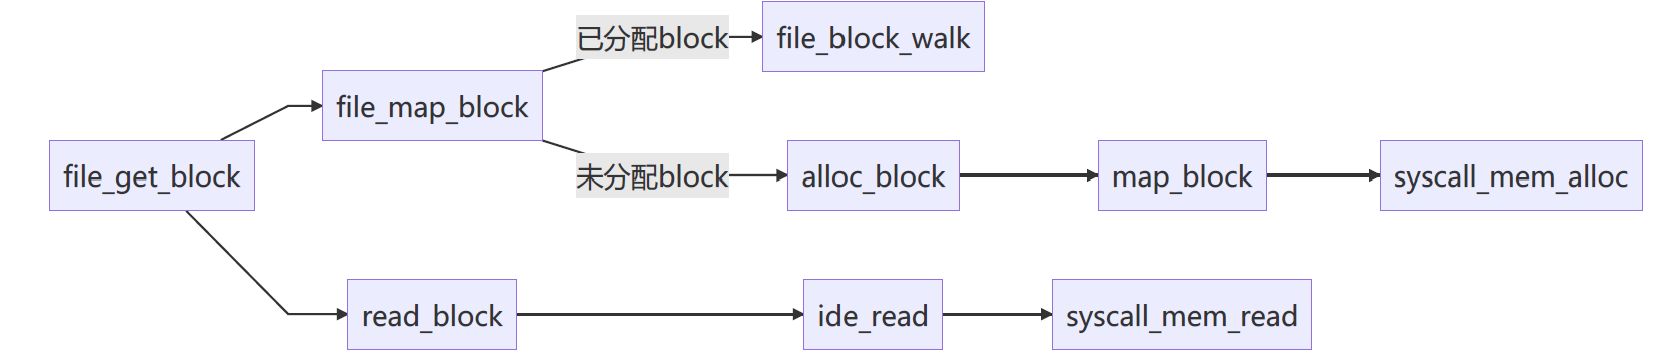 已分配block
file_block_walk
file_map_block
file_get_block
未分配block
alloc_block
map_block
syscall_mem_alloc
read_block
ide_read
syscall_mem_read